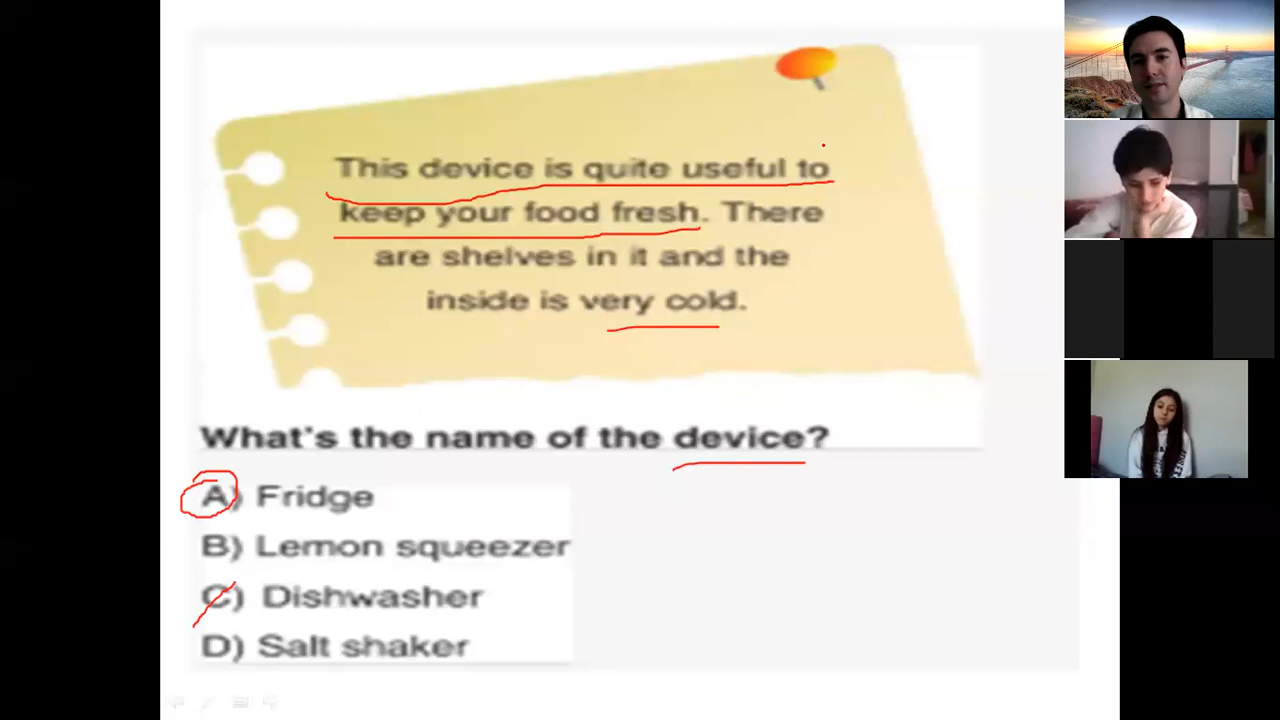 This device is quite useful to
keep your food fresh. There
are shelves in it and the
inside is very cold.
What's the name of the device?
A) Fridge
B) Lemon squeezer
C) Dishwasher
D) Salt shaker